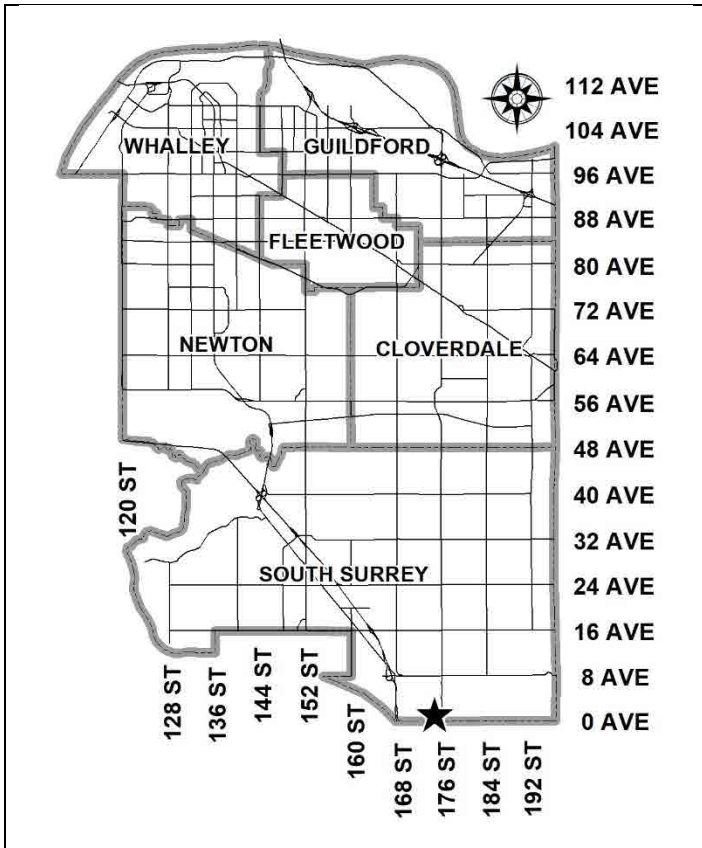 112 AVE
104 AVE
WHALLEY
GUILDFORD
96 AVE
88 AVE
FLEETWOOD
80 AVE
72 AVE
NEWTON
CLOVERDALE
64 AVE
56 AVE
48 AVE
120 ST
40 AVE
32 AVE
SOUTH SURREY
24 AVE
16 AVE
128 ST
136 ST
144 ST
152 ST
160 ST
8 AVE
0 AVE
168 ST
176 ST
184 ST
192 ST